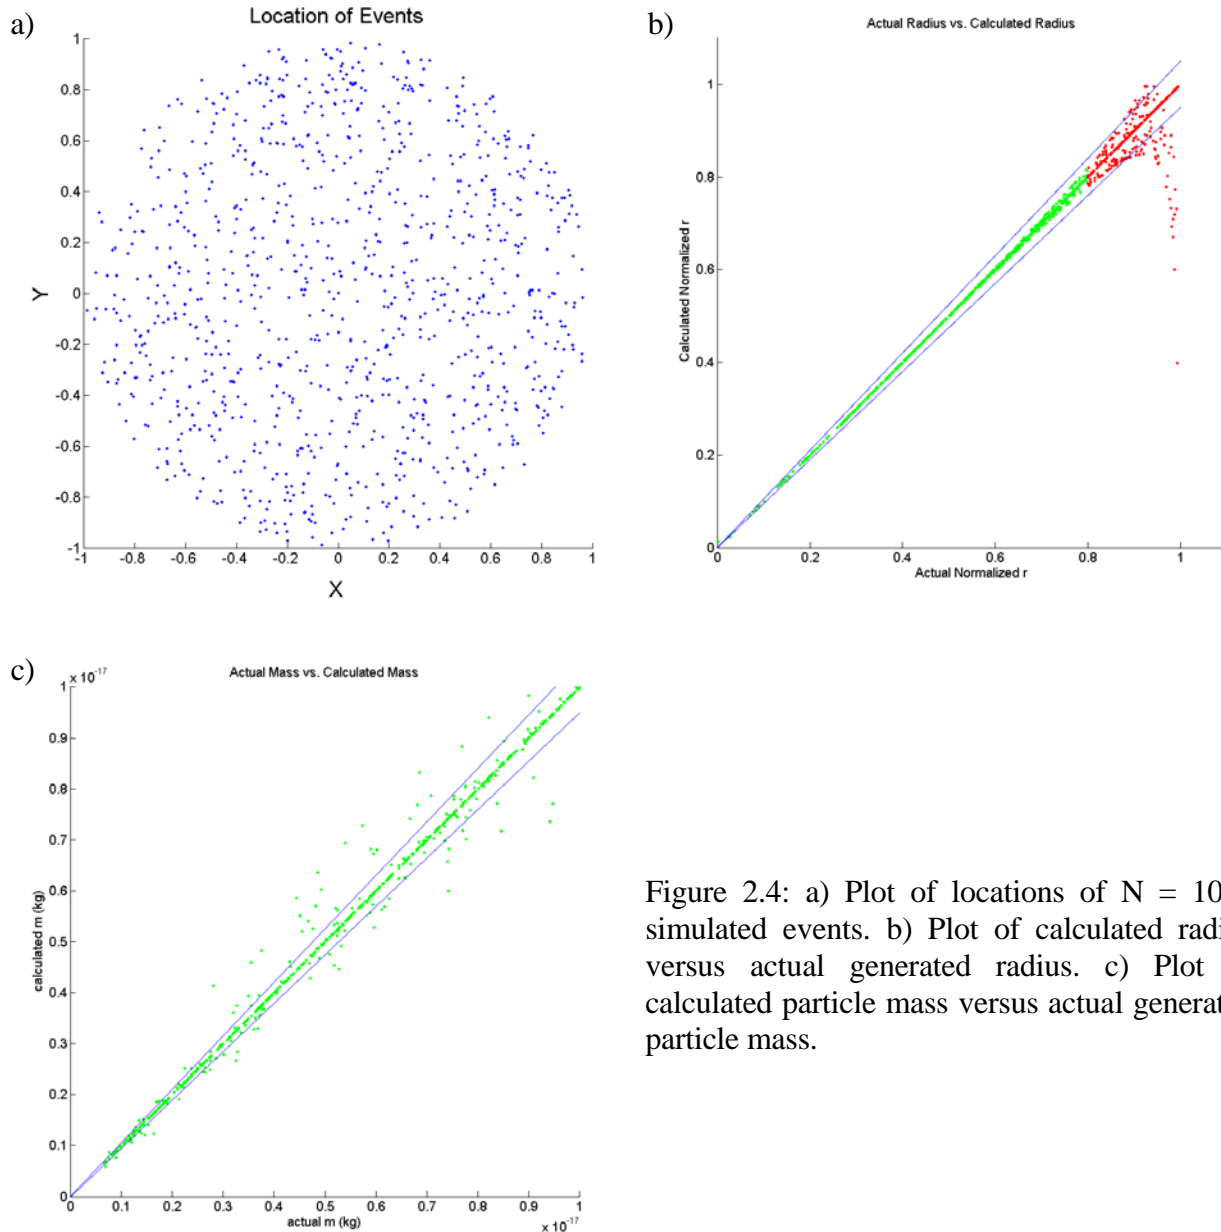 a)
Location of Events
1
0.8
0.6
0.4
0.2
0
-0.2
-0.4
-0.6
-0.8
-1
Y
-1 -0.8 -0.6 -0.4 -0.2 0 0.2 0.4 0.6 0.8 1
X
b)
Actual Radius vs. Calculated Radius
1
0.8
0.6
0.4
0.2
0
Calculated Normalized r
0 0.2 0.4 0.6 0.8 1
Actual Normalized r
c)
x 10^-17
Actual Mass vs. Calculated Mass
1
0.9
0.8
0.7
0.6
0.5
0.4
0.3
0.2
0.1
0
calculated m (kg)
0 0.1 0.2 0.3 0.4 0.5 0.6 0.7 0.8 0.9 1
actual m (kg)
x 10^-17
Figure 2.4: a) Plot of locations of N = 10
simulated events. b) Plot of calculated radi
versus actual generated radius. c) Plot
calculated particle mass versus actual generat
particle mass.